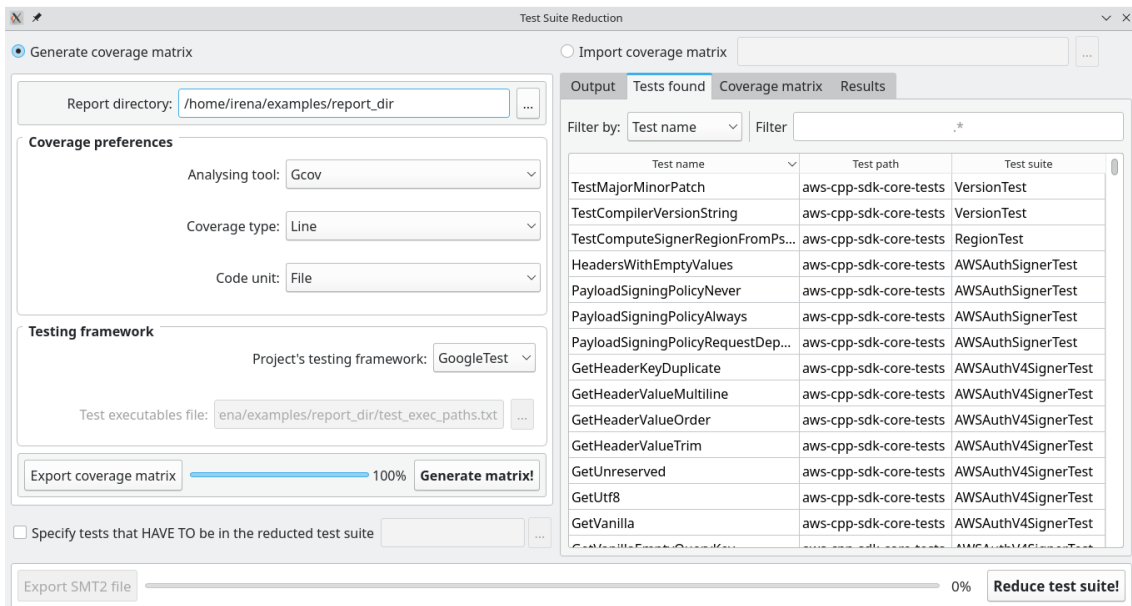 Test Suite Reduction
Generate coverage matrix
Import coverage matrix
...
Report directory: /home/irena/examples/report_dir ...
Coverage preferences
Analysing tool: Gcov
Coverage type: Line
Code unit: File
Testing framework
Project's testing framework: GoogleTest
Test executables file: ena/examples/report_dir/test_exec_paths.txt ...
Export coverage matrix 100% Generate matrix!
Specify tests that HAVE TO be in the reducted test suite ...
Output Tests found Coverage matrix Results
Filter by: Test name Filter .*
Test name Test path Test suite
TestMajorMinorPatch aws-cpp-sdk-core-tests VersionTest
TestCompilerVersionString aws-cpp-sdk-core-tests VersionTest
TestComputeSignerRegionFromPs... aws-cpp-sdk-core-tests RegionTest
HeadersWithEmptyValues aws-cpp-sdk-core-tests AWSAuthSignerTest
PayloadSigningPolicyNever aws-cpp-sdk-core-tests AWSAuthSignerTest
PayloadSigningPolicyAlways aws-cpp-sdk-core-tests AWSAuthSignerTest
PayloadSigningPolicyRequestDep... aws-cpp-sdk-core-tests AWSAuthSignerTest
GetHeaderKeyDuplicate aws-cpp-sdk-core-tests AWSAuthV4SignerTest
GetHeaderValueMultiline aws-cpp-sdk-core-tests AWSAuthV4SignerTest
GetHeaderValueOrder aws-cpp-sdk-core-tests AWSAuthV4SignerTest
GetHeaderValueTrim aws-cpp-sdk-core-tests AWSAuthV4SignerTest
GetUnreserved aws-cpp-sdk-core-tests AWSAuthV4SignerTest
GetUtf8 aws-cpp-sdk-core-tests AWSAuthV4SignerTest
GetVanilla aws-cpp-sdk-core-tests AWSAuthV4SignerTest
GetVanillaEmptyQueryKey aws-cpp-sdk-core-tests AWSAuthV4SignerTest
Export SMT2 file 0% Reduce test suite!